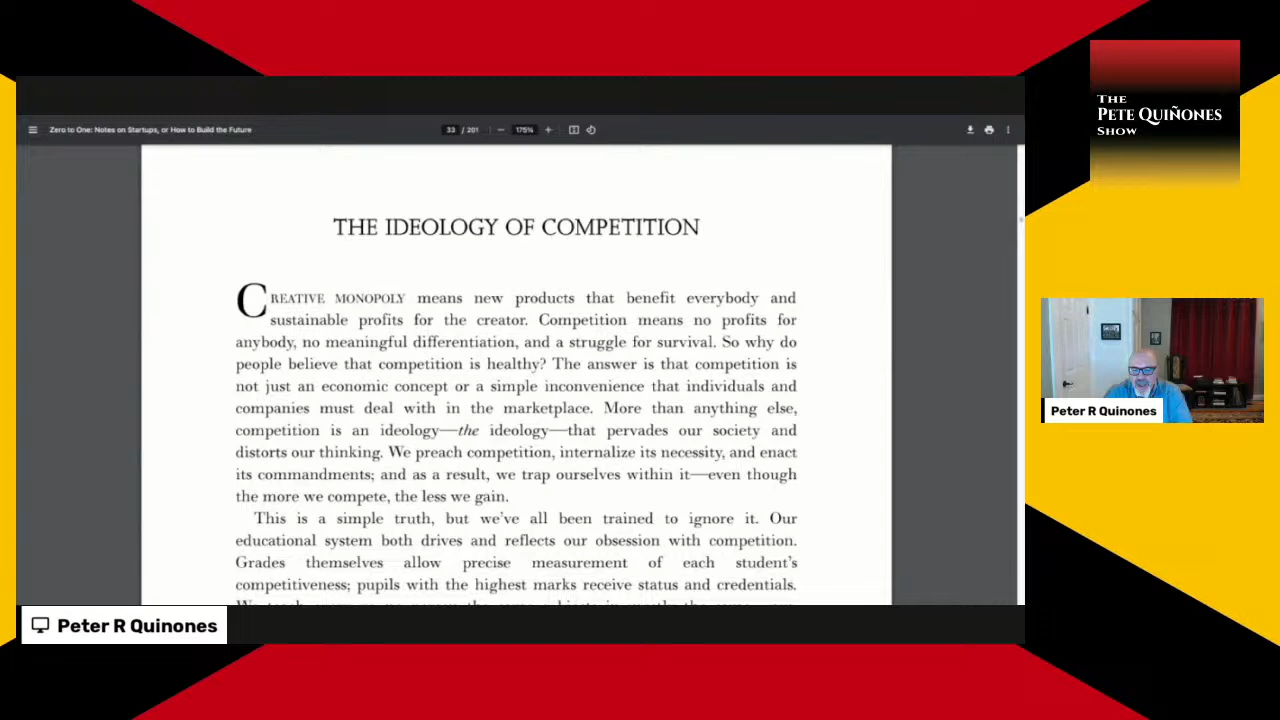 Zero to One: Notes on Startups, or How to Build the Future
33 / 201
175%
THE IDEOLOGY OF COMPETITION
CREATIVE MONOPOLY means new products that benefit everybody and
sustainable profits for the creator. Competition means no profits for
anybody, no meaningful differentiation, and a struggle for survival. So why do
people believe that competition is healthy? The answer is that competition is
not just an economic concept or a simple inconvenience that individuals and
companies must deal with in the marketplace. More than anything else,
competition is an ideology—the ideology—that pervades our society and
distorts our thinking. We preach competition, internalize its necessity, and enact
its commandments; and as a result, we trap ourselves within it—even though
the more we compete, the less we gain.
This is a simple truth, but we've all been trained to ignore it. Our
educational system both drives and reflects our obsession with competition.
Grades themselves allow precise measurement of each student's
competitiveness; pupils with the highest marks receive status and credentials.
Peter R Quinones
THE
PETE QUIÑONES
SHOW
Peter R Quinones